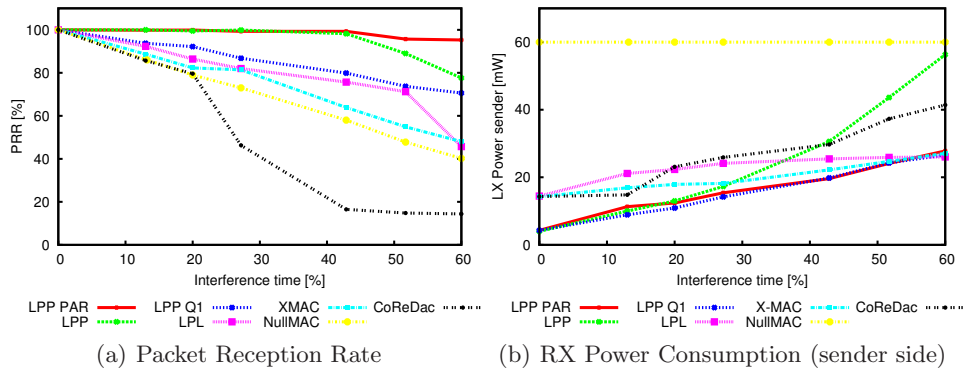 100
80
60
40
20
0
PRR [%]
0 10 20 30 40 50 60
Interference time [%]
LPP PAR LPP Q1 XMAC CoReDac
LPP LPL NullMAC
(a) Packet Reception Rate
60
40
20
0
LX Power sender [mW]
0 10 20 30 40 50 60
Interference time [%]
LPP PAR LPP Q1 X-MAC CoReDac
LPP LPL NullMAC
(b) RX Power Consumption (sender side)